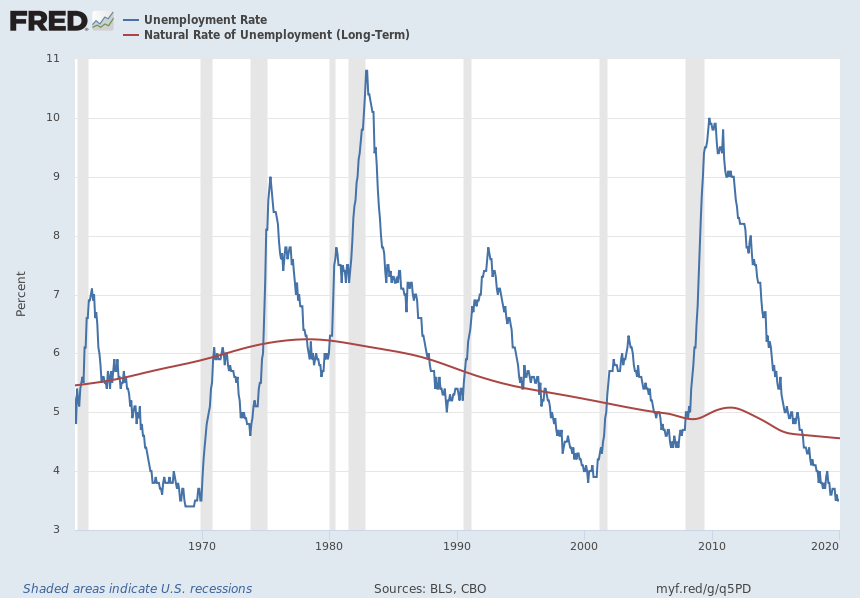 FRED
Unemployment Rate
Natural Rate of Unemployment (Long-Term)
11
10
9
8
7
6
5
4
3
Percent
1970
1980
1990
2000
2010
2020
Shaded areas indicate U.S. recessions
Sources: BLS, CBO
myf.red/g/q5PD